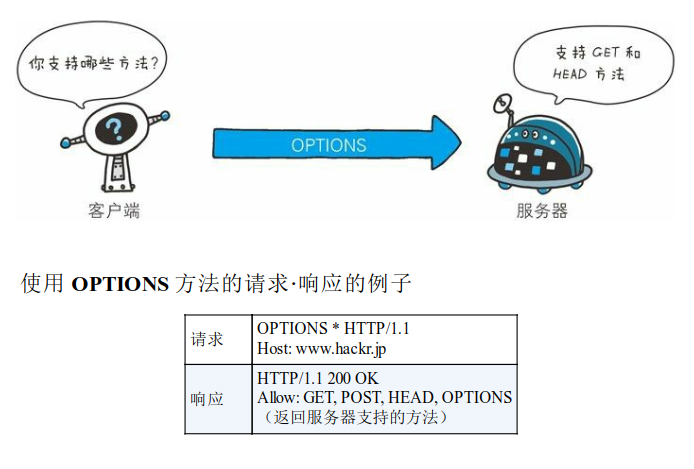 你支持哪些方法?
支持 GET 和
HEAD 方法
OPTIONS
客户端
服务器
使用 OPTIONS 方法的请求·响应的例子
请求
OPTIONS * HTTP/1.1
Host: www.hackr.jp
响应
HTTP/1.1 200 OK
Allow: GET, POST, HEAD, OPTIONS
（返回服务器支持的方法）